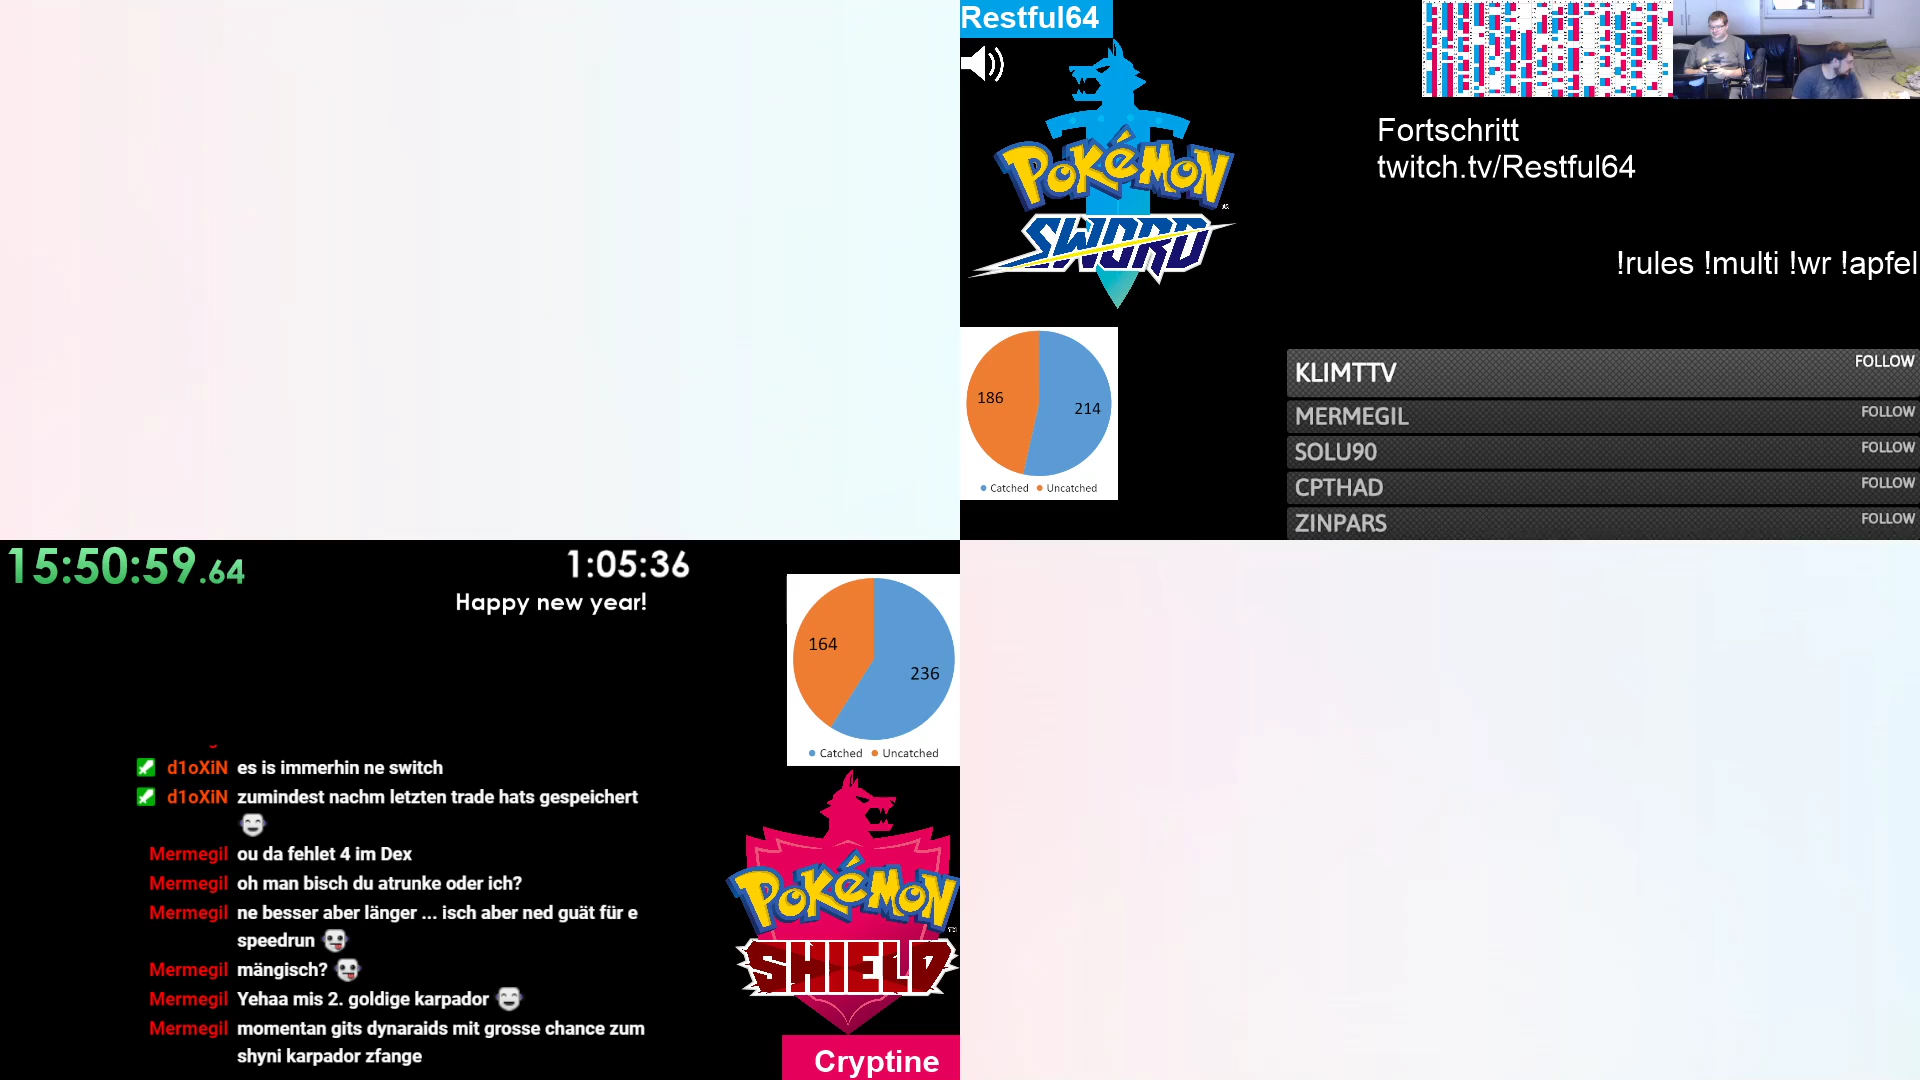 Restful64
POKÉMON
SWORD
Fortschritt
twitch.tv/Restful64
!rules !multi !wr !apfel
186
214
Catched Uncatched
KLIMTTV FOLLOW
MERMEGIL FOLLOW
SOLU90 FOLLOW
CPTHAD FOLLOW
ZINPARS FOLLOW
15:50:59.64
1:05:36
Happy new year!
164
236
Catched Uncatched
d1oXiN es is immerhin ne switch
d1oXiN zumindest nachm letzten trade hats gespeichert
Mermegil ou da fehlet 4 im Dex
Mermegil oh man bisch du atrunke oder ich?
Mermegil ne besser aber länger ... isch aber ned guät für e
speedrun
Mermegil mängisch?
Mermegil Yehaa mis 2. goldige karpador
Mermegil momentan gits dynaraids mit grosse chance zum
shyni karpador zfange
POKÉMON
SHIELD
Cryptine